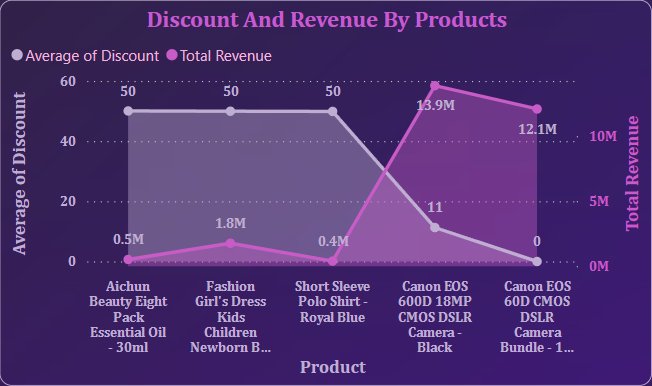 Discount And Revenue By Products
Average of Discount
Total Revenue
Average of Discount
60
40
20
0
50
50
50
11
0
0.5M
1.8M
0.4M
13.9M
12.1M
10M
5M
0M
Total Revenue
Aichun
Beauty Eight
Pack
Essential Oil
- 30ml
Fashion
Girl's Dress
Kids
Children
Newborn B...
Short Sleeve
Polo Shirt -
Royal Blue
Canon EOS
600D 18MP
CMOS DSLR
Camera -
Black
Canon EOS
60D CMOS
DSLR
Camera
Bundle - 1...
Product